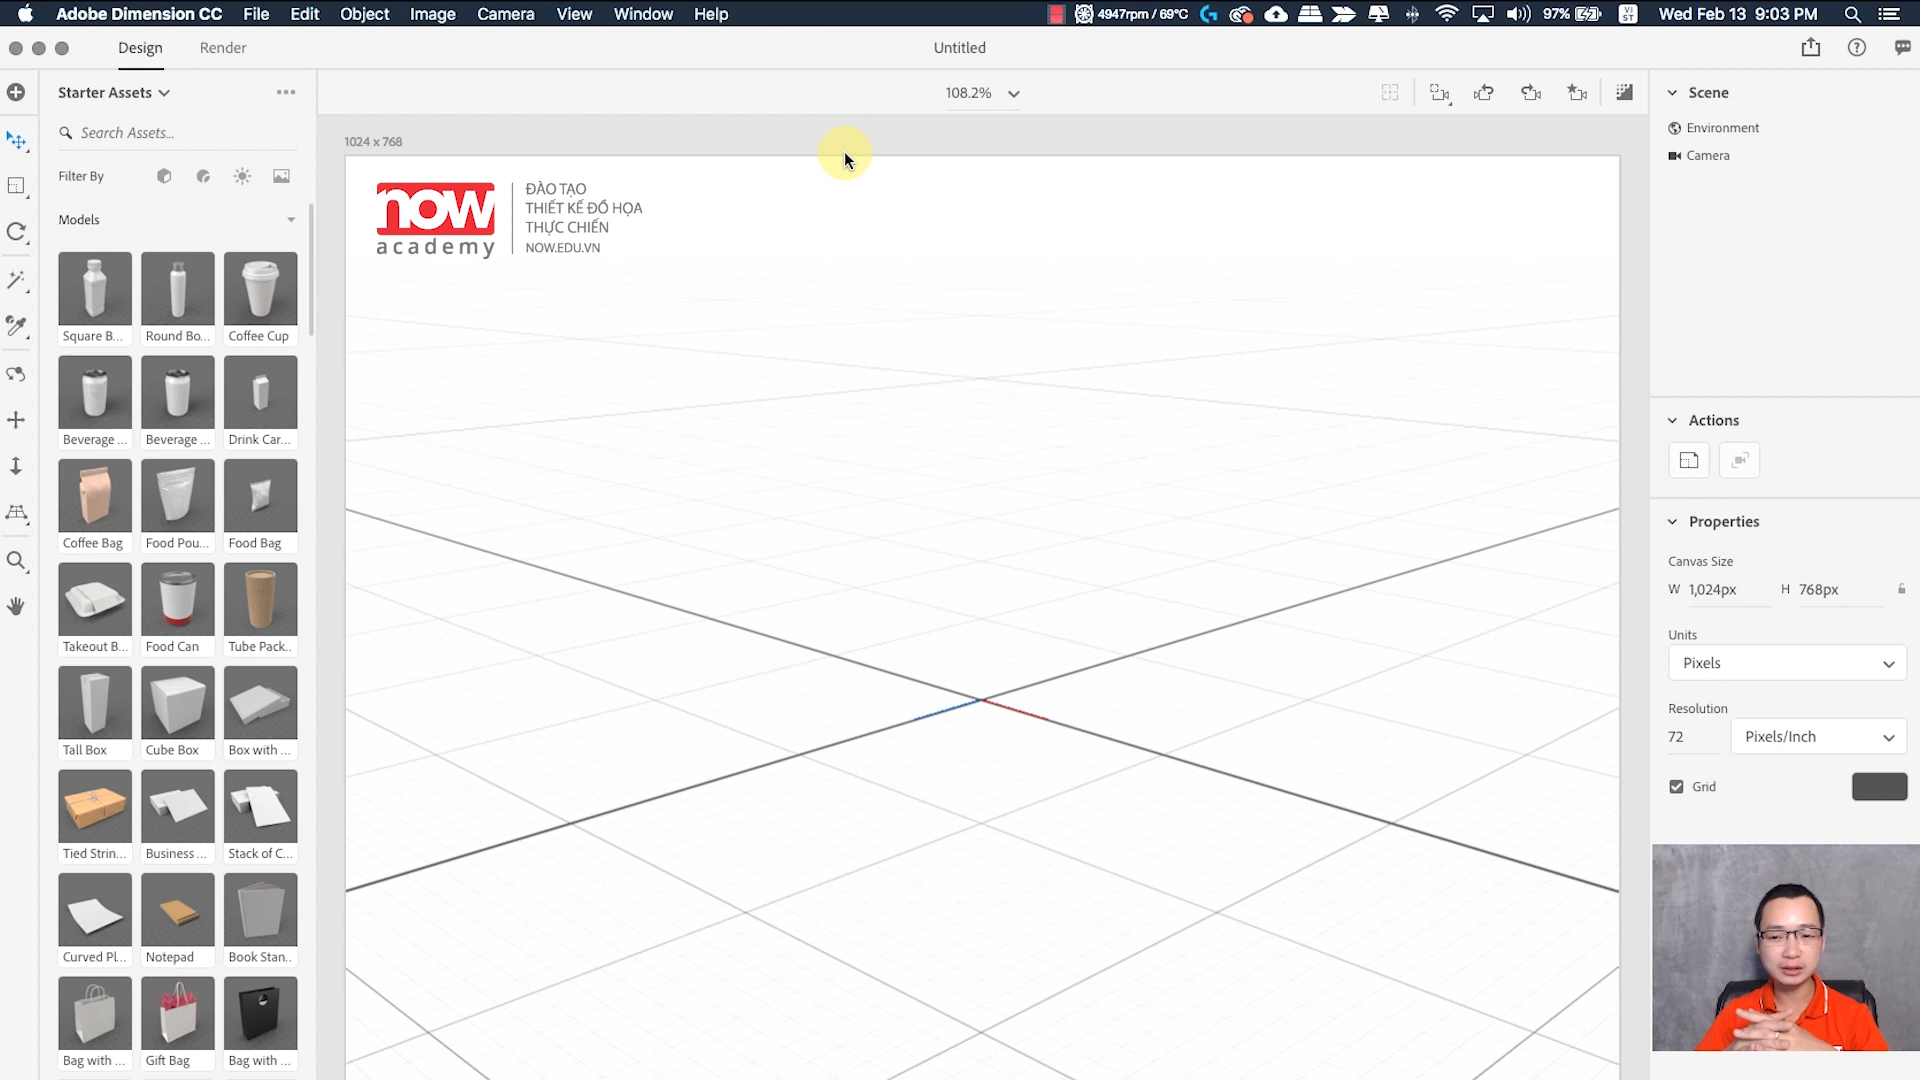 Adobe Dimension CC File Edit Object Image Camera View Window Help 4947rpm / 69°C 97% VI ST Wed Feb 13 9:03 PM
Design Render Untitled
Starter Assets 108.2% Scene
Search Assets...
Filter By
Models
Square B... Round Bo... Coffee Cup
Beverage ... Beverage ... Drink Car...
Coffee Bag Food Pou... Food Bag
Takeout B... Food Can Tube Pack..
Tall Box Cube Box Box with ...
Tied Strin... Business ... Stack of C...
Curved Pl... Notepad Book Stan..
Bag with ... Gift Bag Bag with ...
1024 x 768
now
academy
ĐÀO TẠO
THIẾT KẾ ĐỒ HỌA
THỰC CHIẾN
NOW.EDU.VN
Environment
Camera
Actions
Properties
Canvas Size
W 1,024px H 768px
Units
Pixels
Resolution
72 Pixels/Inch
Grid